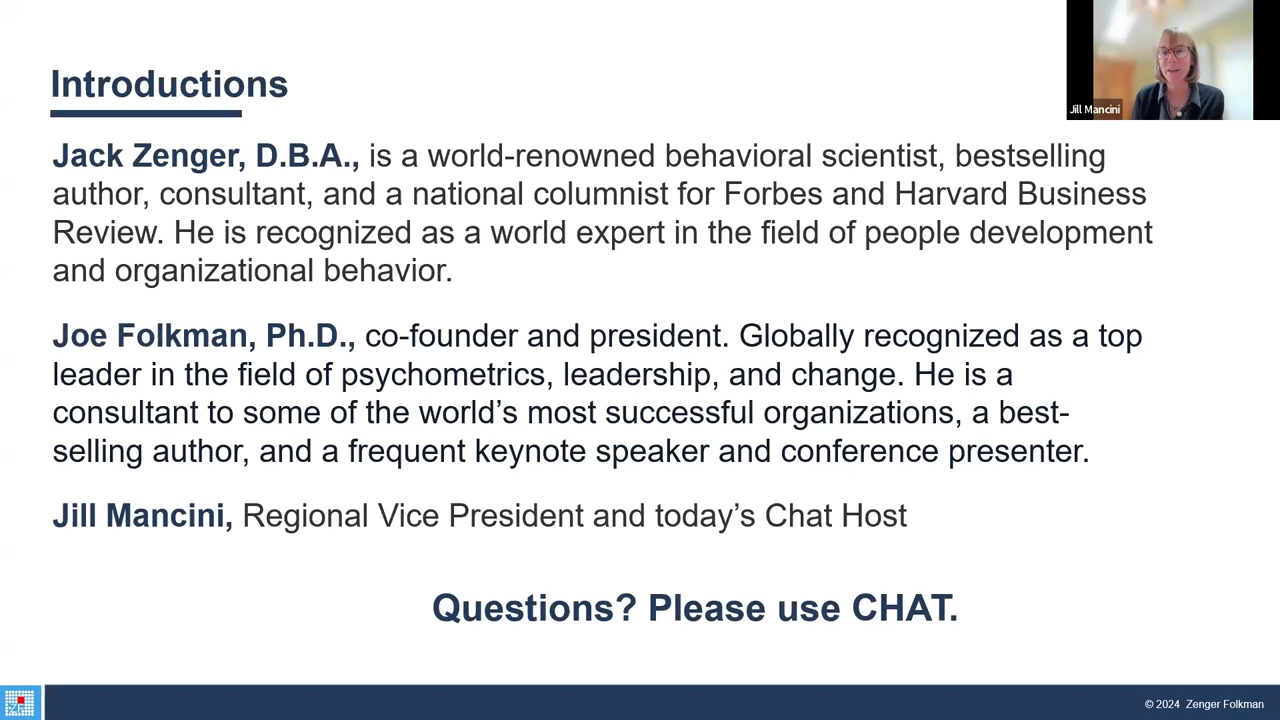 Introductions
Jill Mancini
Jack Zenger, D.B.A., is a world-renowned behavioral scientist, bestselling
author, consultant, and a national columnist for Forbes and Harvard Business
Review. He is recognized as a world expert in the field of people development
and organizational behavior.
Joe Folkman, Ph.D., co-founder and president. Globally recognized as a top
leader in the field of psychometrics, leadership, and change. He is a
consultant to some of the world’s most successful organizations, a best-
selling author, and a frequent keynote speaker and conference presenter.
Jill Mancini, Regional Vice President and today’s Chat Host
Questions? Please use CHAT.
© 2024 Zenger Folkman